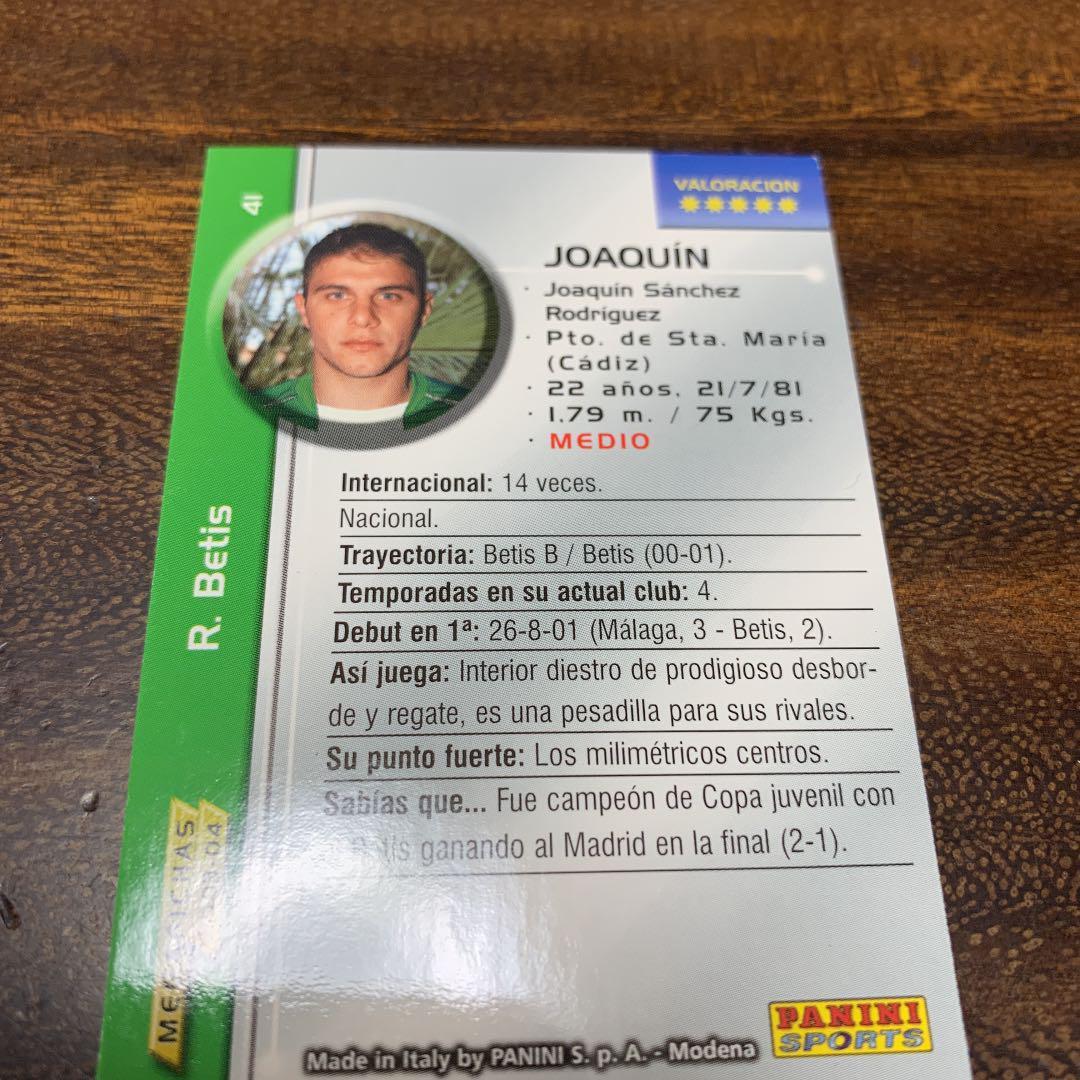 VALORACION
41
JOAQUÍN
· Joaquín Sánchez
Rodríguez
· Pto. de Sta. María
(Cádiz)
· 22 años, 21/7/81
· 1,79 m. / 75 Kgs.
· MEDIO
Internacional: 14 veces.
Nacional.
Trayectoria: Betis B / Betis (00-01).
Temporadas en su actual club: 4.
Debut en 1ª: 26-8-01 (Málaga, 3 - Betis, 2).
Así juega: Interior diestro de prodigioso desbor-
de y regate, es una pesadilla para sus rivales.
Su punto fuerte: Los milimétricos centros.
Sabías que... Fue campeón de Copa juvenil con
ganando al Madrid en la final (2-1).
R. Betis
PANINI
SPORTS
Made in Italy by PANINI S. p. A. - Modena